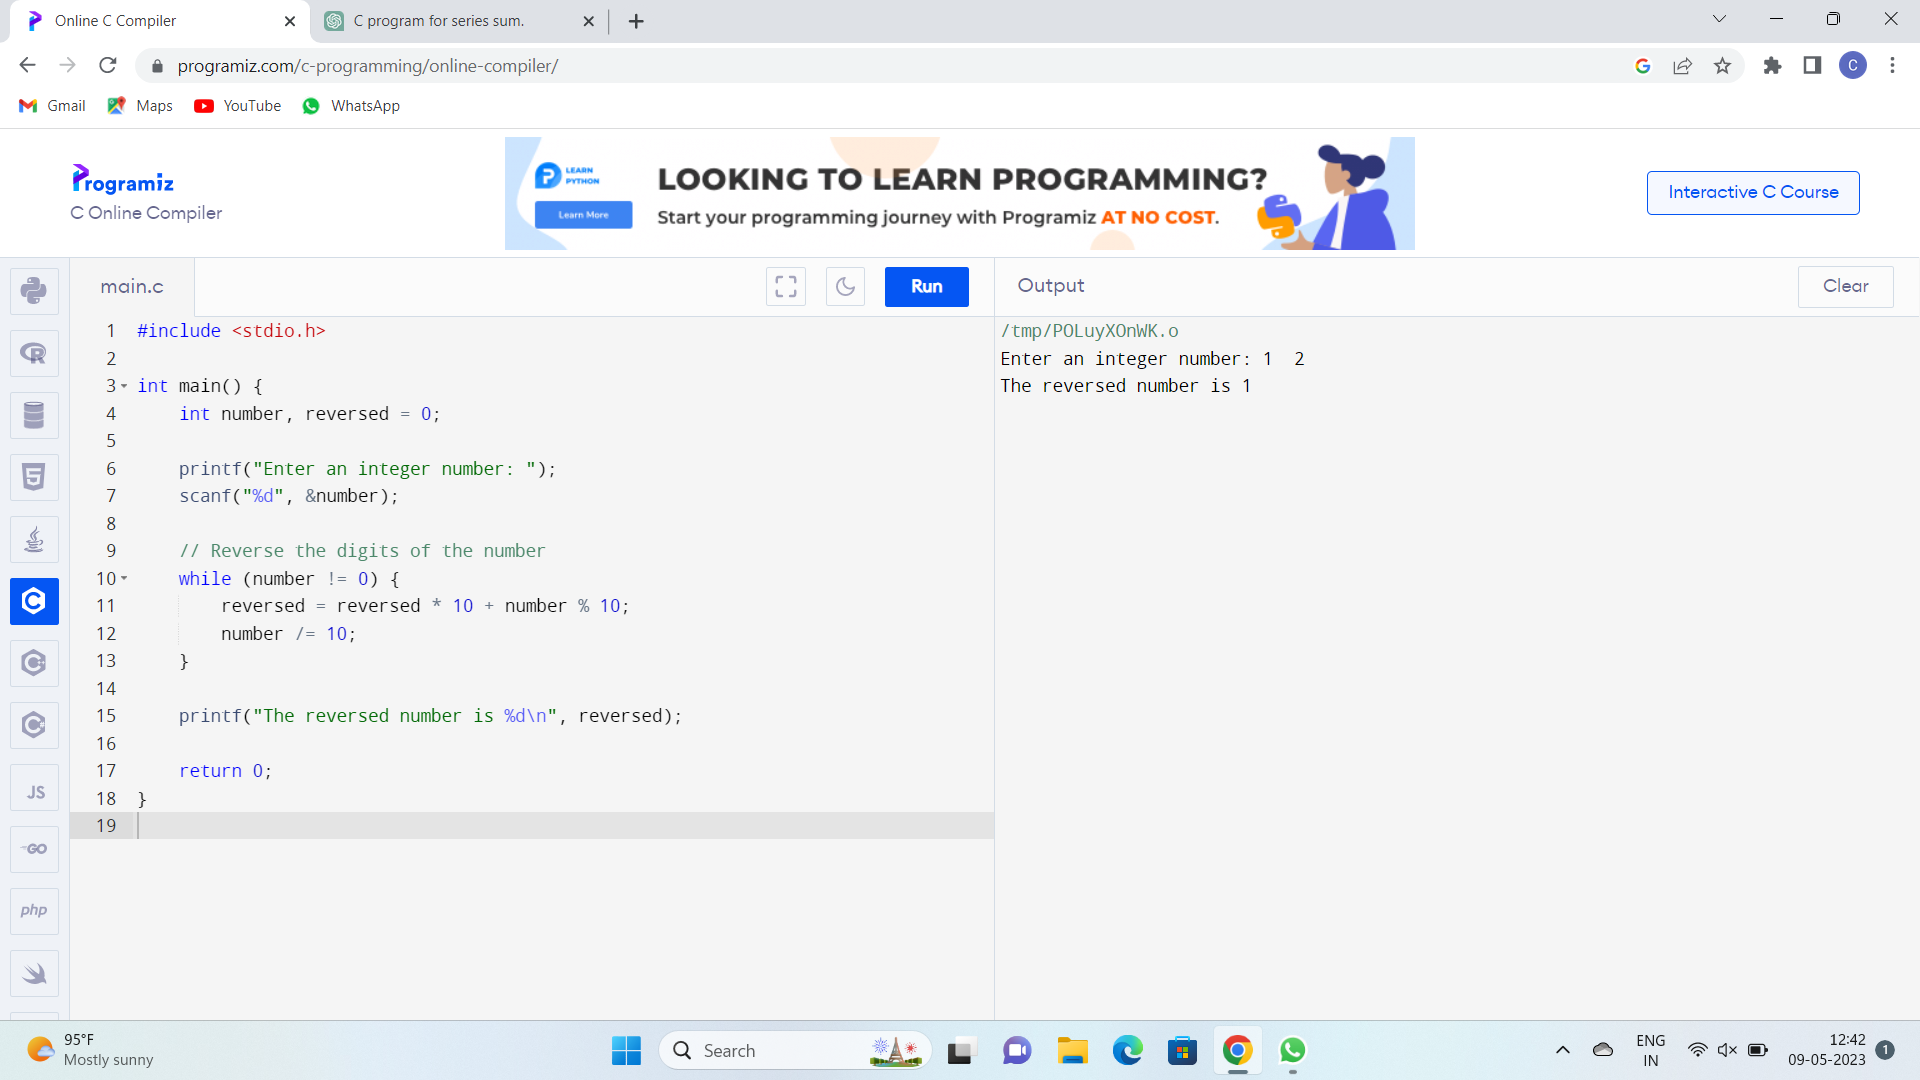 Online C Compiler
C program for series sum.
programiz.com/c-programming/online-compiler/
G
C
Gmail
Maps
YouTube
WhatsApp
Programiz
C Online Compiler
LEARN
PYTHON
Learn More
LOOKING TO LEARN PROGRAMMING?
Start your programming journey with Programiz AT NO COST.
Interactive C Course
main.c
Run
1 #include <stdio.h>
2
3 int main() {
4     int number, reversed = 0;
5
6     printf("Enter an integer number: ");
7     scanf("%d", &number);
8
9     // Reverse the digits of the number
10     while (number != 0) {
11         reversed = reversed * 10 + number % 10;
12         number /= 10;
13     }
14
15     printf("The reversed number is %d\n", reversed);
16
17     return 0;
18 }
19
Output
Clear
/tmp/POLuyXOnWK.o
Enter an integer number: 1  2
The reversed number is 1
R
5
C
C
C
JS
GO
php
95°F
Mostly sunny
Search
ENG
IN
12:42
09-05-2023
1